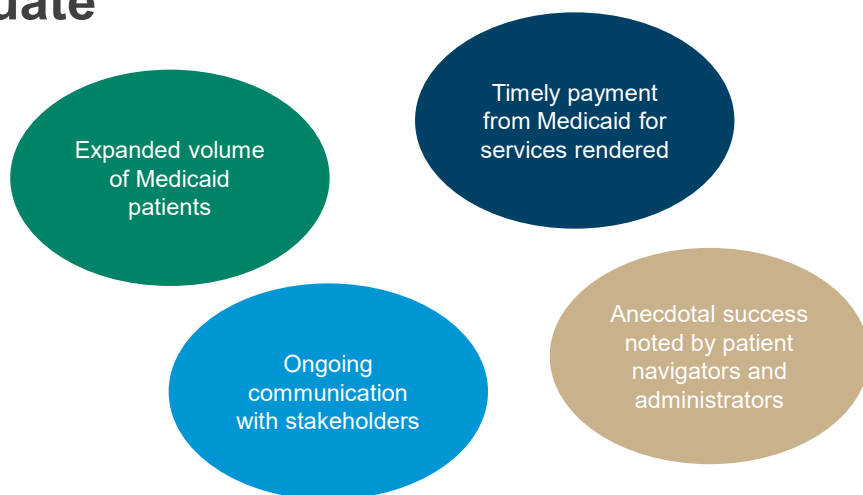 Expanded volume
of Medicaid
patients
Timely payment
from Medicaid for
services rendered
Ongoing
communication
with stakeholders
Anecdotal success
noted by patient
navigators and
administrators